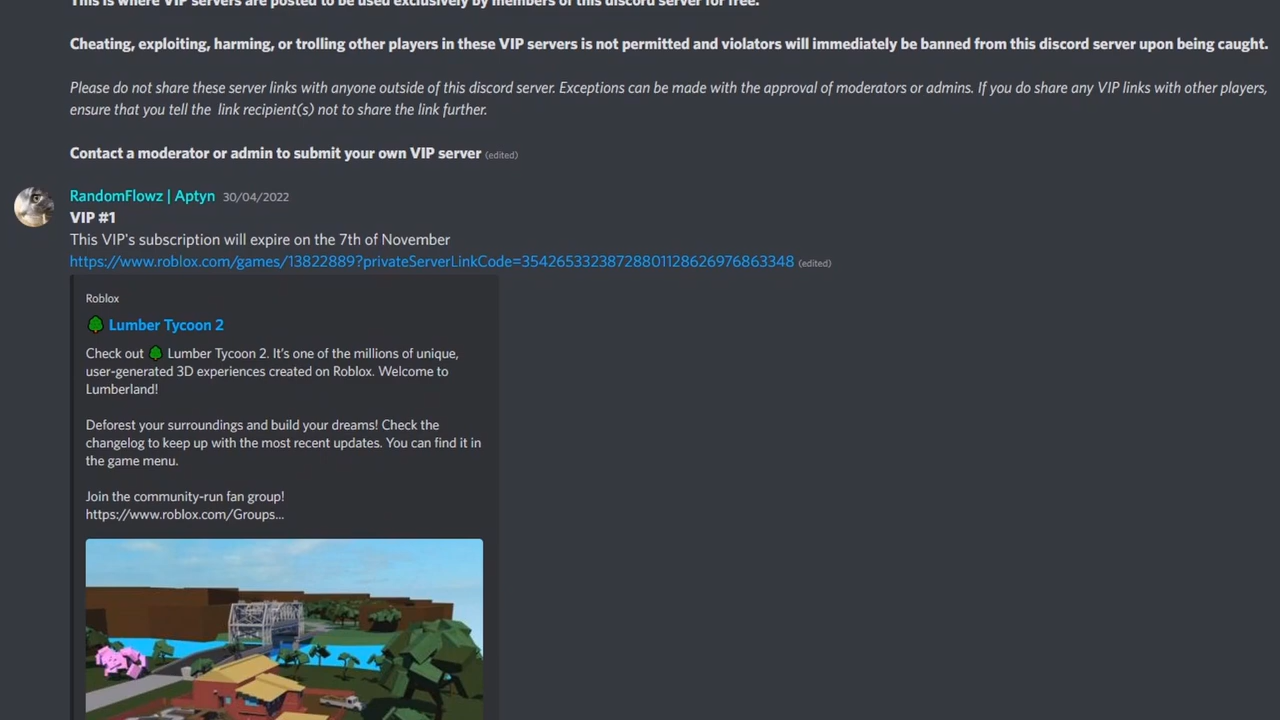 This is where VIP servers are posted to be used exclusively by members of this discord server for free.
Cheating, exploiting, harming, or trolling other players in these VIP servers is not permitted and violators will immediately be banned from this discord server upon being caught.
Please do not share these server links with anyone outside of this discord server. Exceptions can be made with the approval of moderators or admins. If you do share any VIP links with other players,
ensure that you tell the  link recipient(s) not to share the link further.
Contact a moderator or admin to submit your own VIP server (edited)
RandomFlowz | Aptyn 30/04/2022
VIP #1
This VIP's subscription will expire on the 7th of November
https://www.roblox.com/games/13822889?privateServerLinkCode=35426533238728801128626976863348 (edited)
Roblox
Lumber Tycoon 2
Check out 🌳 Lumber Tycoon 2. It's one of the millions of unique,
user-generated 3D experiences created on Roblox. Welcome to
Lumberland!
Deforest your surroundings and build your dreams! Check the
changelog to keep up with the most recent updates. You can find it in
the game menu.
Join the community-run fan group!
https://www.roblox.com/Groups...